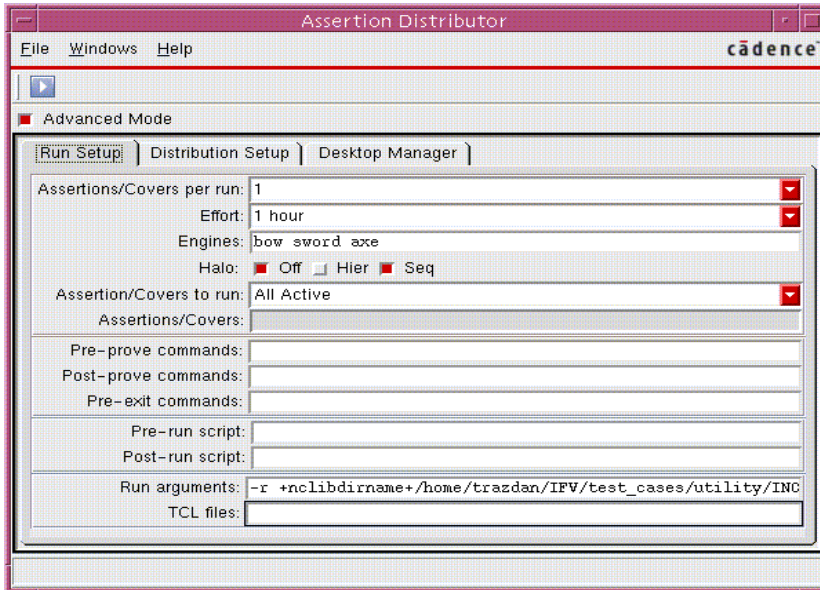 Assertion Distributor
File Windows Help cādence
Advanced Mode
Run Setup Distribution Setup Desktop Manager
Assertions/Covers per run: 1
Effort: 1 hour
Engines: bow sword axe
Halo: Off Hier Seq
Assertion/Covers to run: All Active
Assertions/Covers:
Pre-prove commands:
Post-prove commands:
Pre-exit commands:
Pre-run script:
Post-run script:
Run arguments: -r +nclibdirname+/home/trazdan/IFV/test_cases/utility/INC
TCL files: